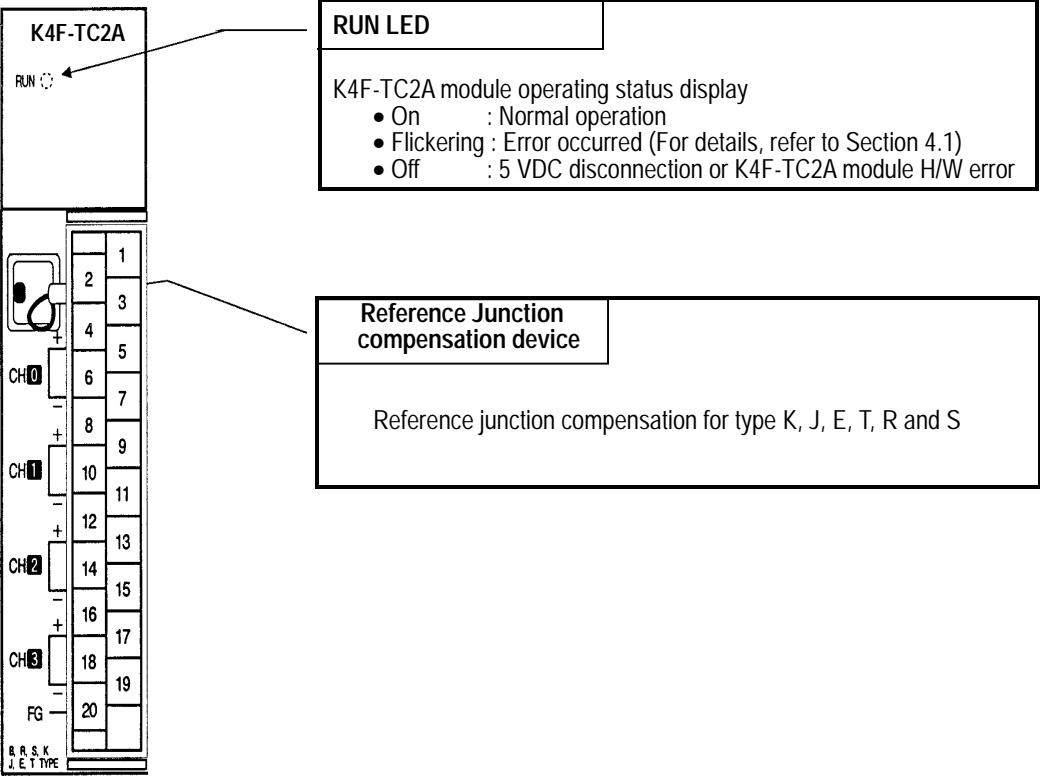 K4F-TC2A
RUN
RUN LED
K4F-TC2A module operating status display
• On : Normal operation
• Flickering : Error occurred (For details, refer to Section 4.1)
• Off : 5 VDC disconnection or K4F-TC2A module H/W error
Reference Junction
compensation device
Reference junction compensation for type K, J, E, T, R and S
1
2
3
4
+
5
CH0
6
7
−
8
+
9
CH1
10
11
−
12
+
13
CH2
14
15
−
16
+
17
CH3
18
19
−
FG
20
B, R, S, K
J, E, T TYPE